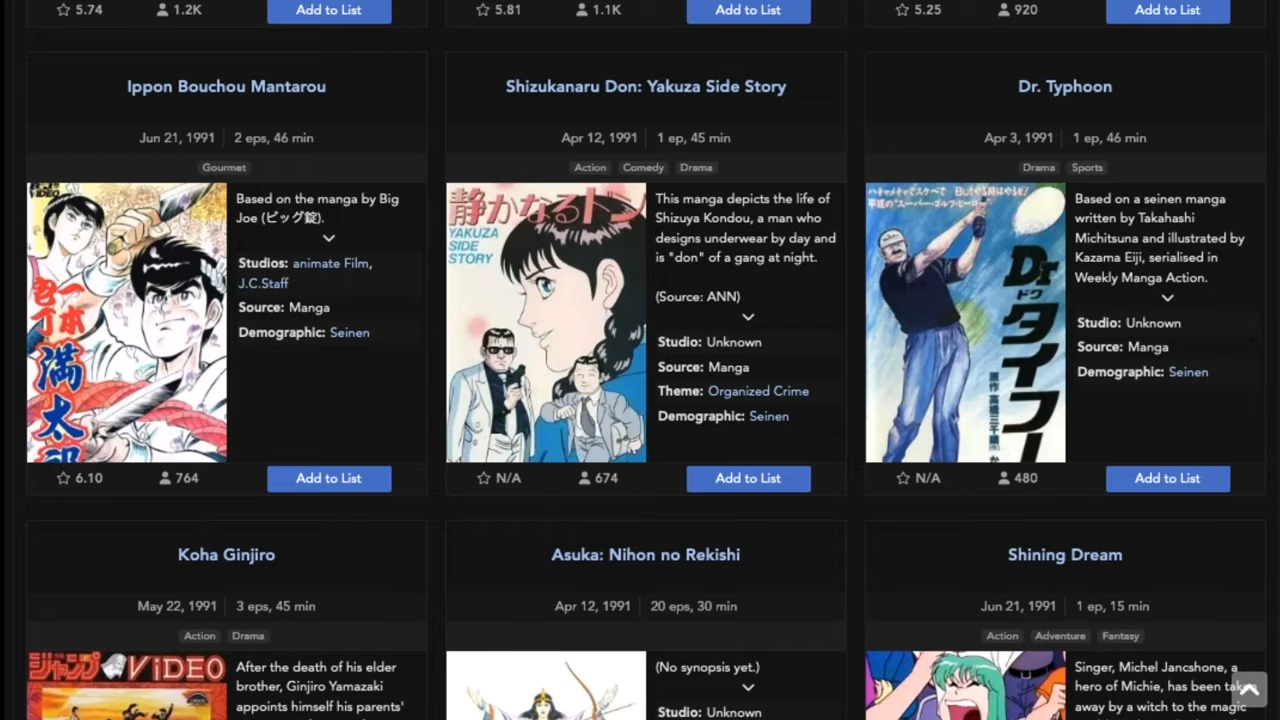 5.74 1.2K Add to List
5.81 1.1K Add to List
5.25 920 Add to List
Ippon Bouchou Mantarou
Jun 21, 1991 2 eps, 46 min
Gourmet
VIDEO
一本
包丁
満
太
郎
Based on the manga by Big
Joe (ビッグ錠).
Studios: animate Film,
J.C.Staff
Source: Manga
Demographic: Seinen
6.10 764 Add to List
Shizukanaru Don: Yakuza Side Story
Apr 12, 1991 1 ep, 45 min
Action Comedy Drama
静かなるドン
YAKUZA
SIDE
STORY
This manga depicts the life of
Shizuya Kondou, a man who
designs underwear by day and
is "don" of a gang at night.
(Source: ANN)
Studio: Unknown
Source: Manga
Theme: Organized Crime
Demographic: Seinen
N/A 674 Add to List
Dr. Typhoon
Apr 3, 1991 1 ep, 46 min
Drama Sports
Dr
ドク
タイフー
Based on a seinen manga
written by Takahashi
Michitsuna and illustrated by
Kazama Eiji, serialised in
Weekly Manga Action.
Studio: Unknown
Source: Manga
Demographic: Seinen
N/A 480 Add to List
Koha Ginjiro
May 22, 1991 3 eps, 45 min
Action Drama
ジャンプ VIDEO
After the death of his elder
brother, Ginjiro Yamazaki
appoints himself his parents'
Asuka: Nihon no Rekishi
Apr 12, 1991 20 eps, 30 min
(No synopsis yet.)
Studio: Unknown
Shining Dream
Jun 21, 1991 1 ep, 15 min
Action Adventure Fantasy
Singer, Michel Jancshone, a
hero of Michie, has been
away by a witch to the magic